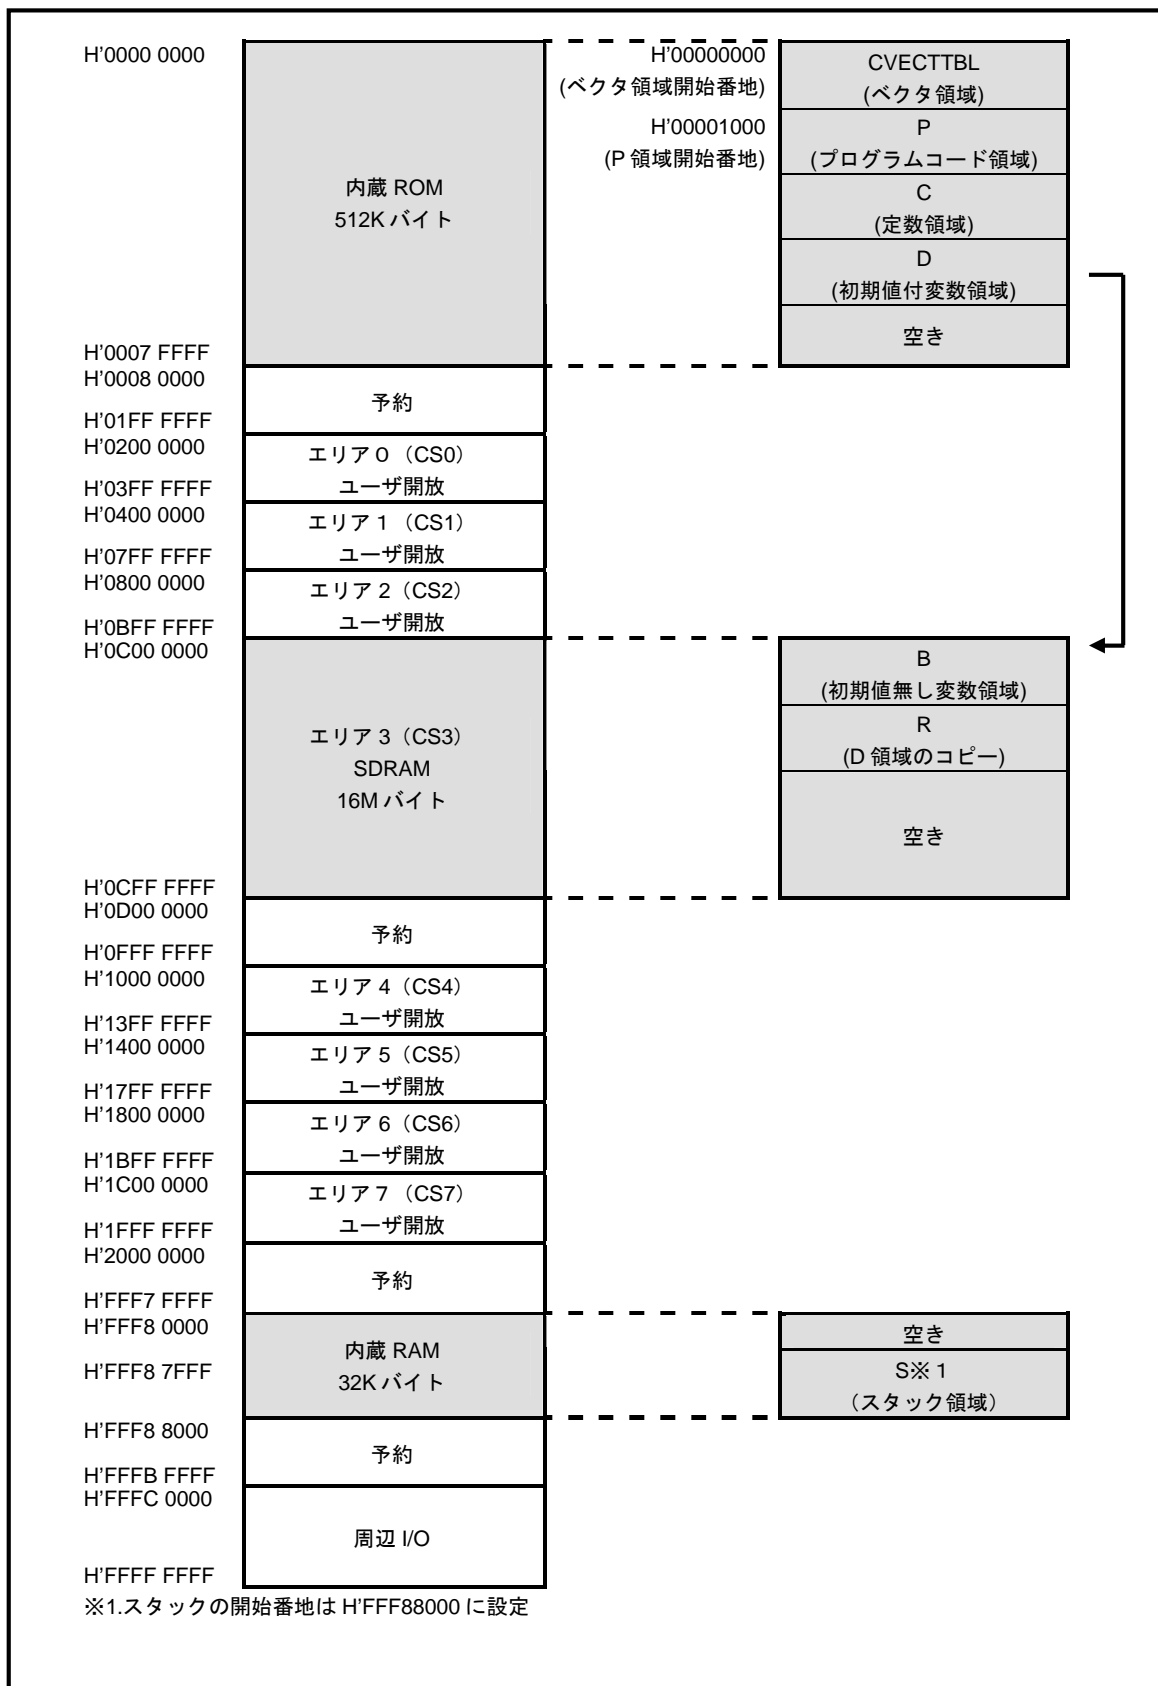 H'0000 0000
内蔵 ROM
512K バイト
H'0007 FFFF
H'0008 0000
予約
H'01FF FFFF
H'0200 0000
エリア０（CS0）
ユーザ開放
H'03FF FFFF
H'0400 0000
エリア１（CS1）
ユーザ開放
H'07FF FFFF
H'0800 0000
エリア２（CS2）
ユーザ開放
H'0BFF FFFF
H'0C00 0000
エリア３（CS3）
SDRAM
16M バイト
H'0CFF FFFF
H'0D00 0000
予約
H'0FFF FFFF
H'1000 0000
エリア４（CS4）
ユーザ開放
H'13FF FFFF
H'1400 0000
エリア５（CS5）
ユーザ開放
H'17FF FFFF
H'1800 0000
エリア６（CS6）
ユーザ開放
H'1BFF FFFF
H'1C00 0000
エリア７（CS7）
ユーザ開放
H'1FFF FFFF
H'2000 0000
予約
H'FFF7 FFFF
H'FFF8 0000
内蔵 RAM
32K バイト
H'FFF8 7FFF
H'FFF8 8000
予約
H'FFFB FFFF
H'FFFC 0000
周辺 I/O
H'FFFF FFFF
H'00000000
(ベクタ領域開始番地)
H'00001000
(P 領域開始番地)
CVECTTBL
(ベクタ領域)
P
(プログラムコード領域)
C
(定数領域)
D
(初期値付変数領域)
空き
B
(初期値無し変数領域)
R
(D 領域のコピー)
空き
空き
S※１
（スタック領域）
※1.スタックの開始番地は H'FFF88000 に設定